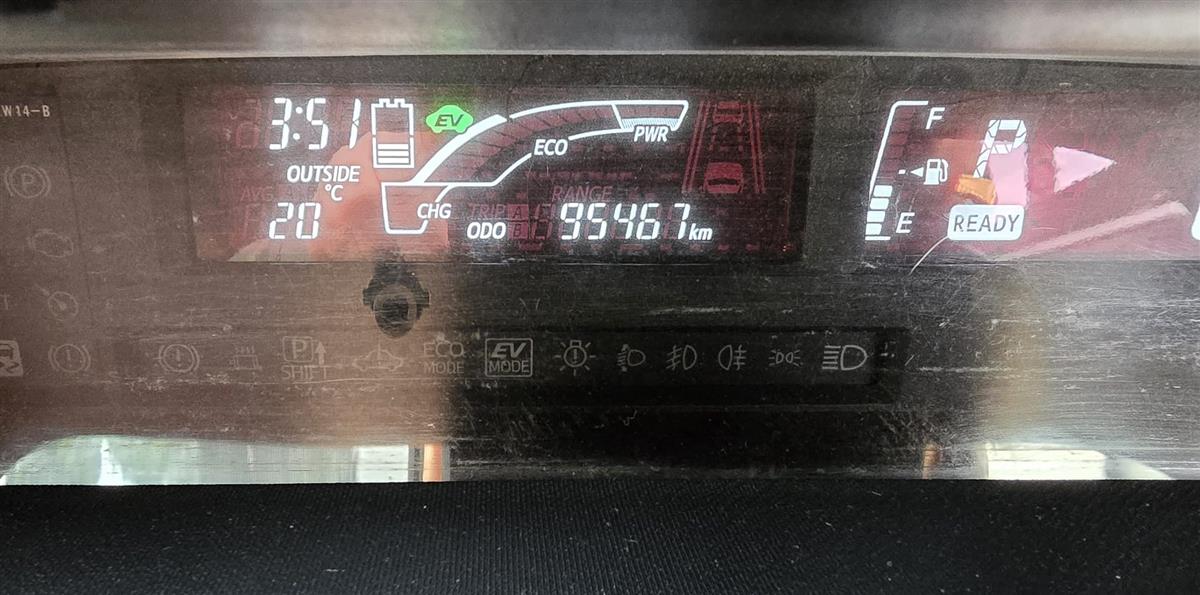 W14-B
3:51
EV
OUTSIDE
°C
20
PWR
ECO
CHG
RANGE
TRIP A
ODO B
95467 km
F
E
P
READY
P
SHIFT
ECO
MODE
EV
MODE